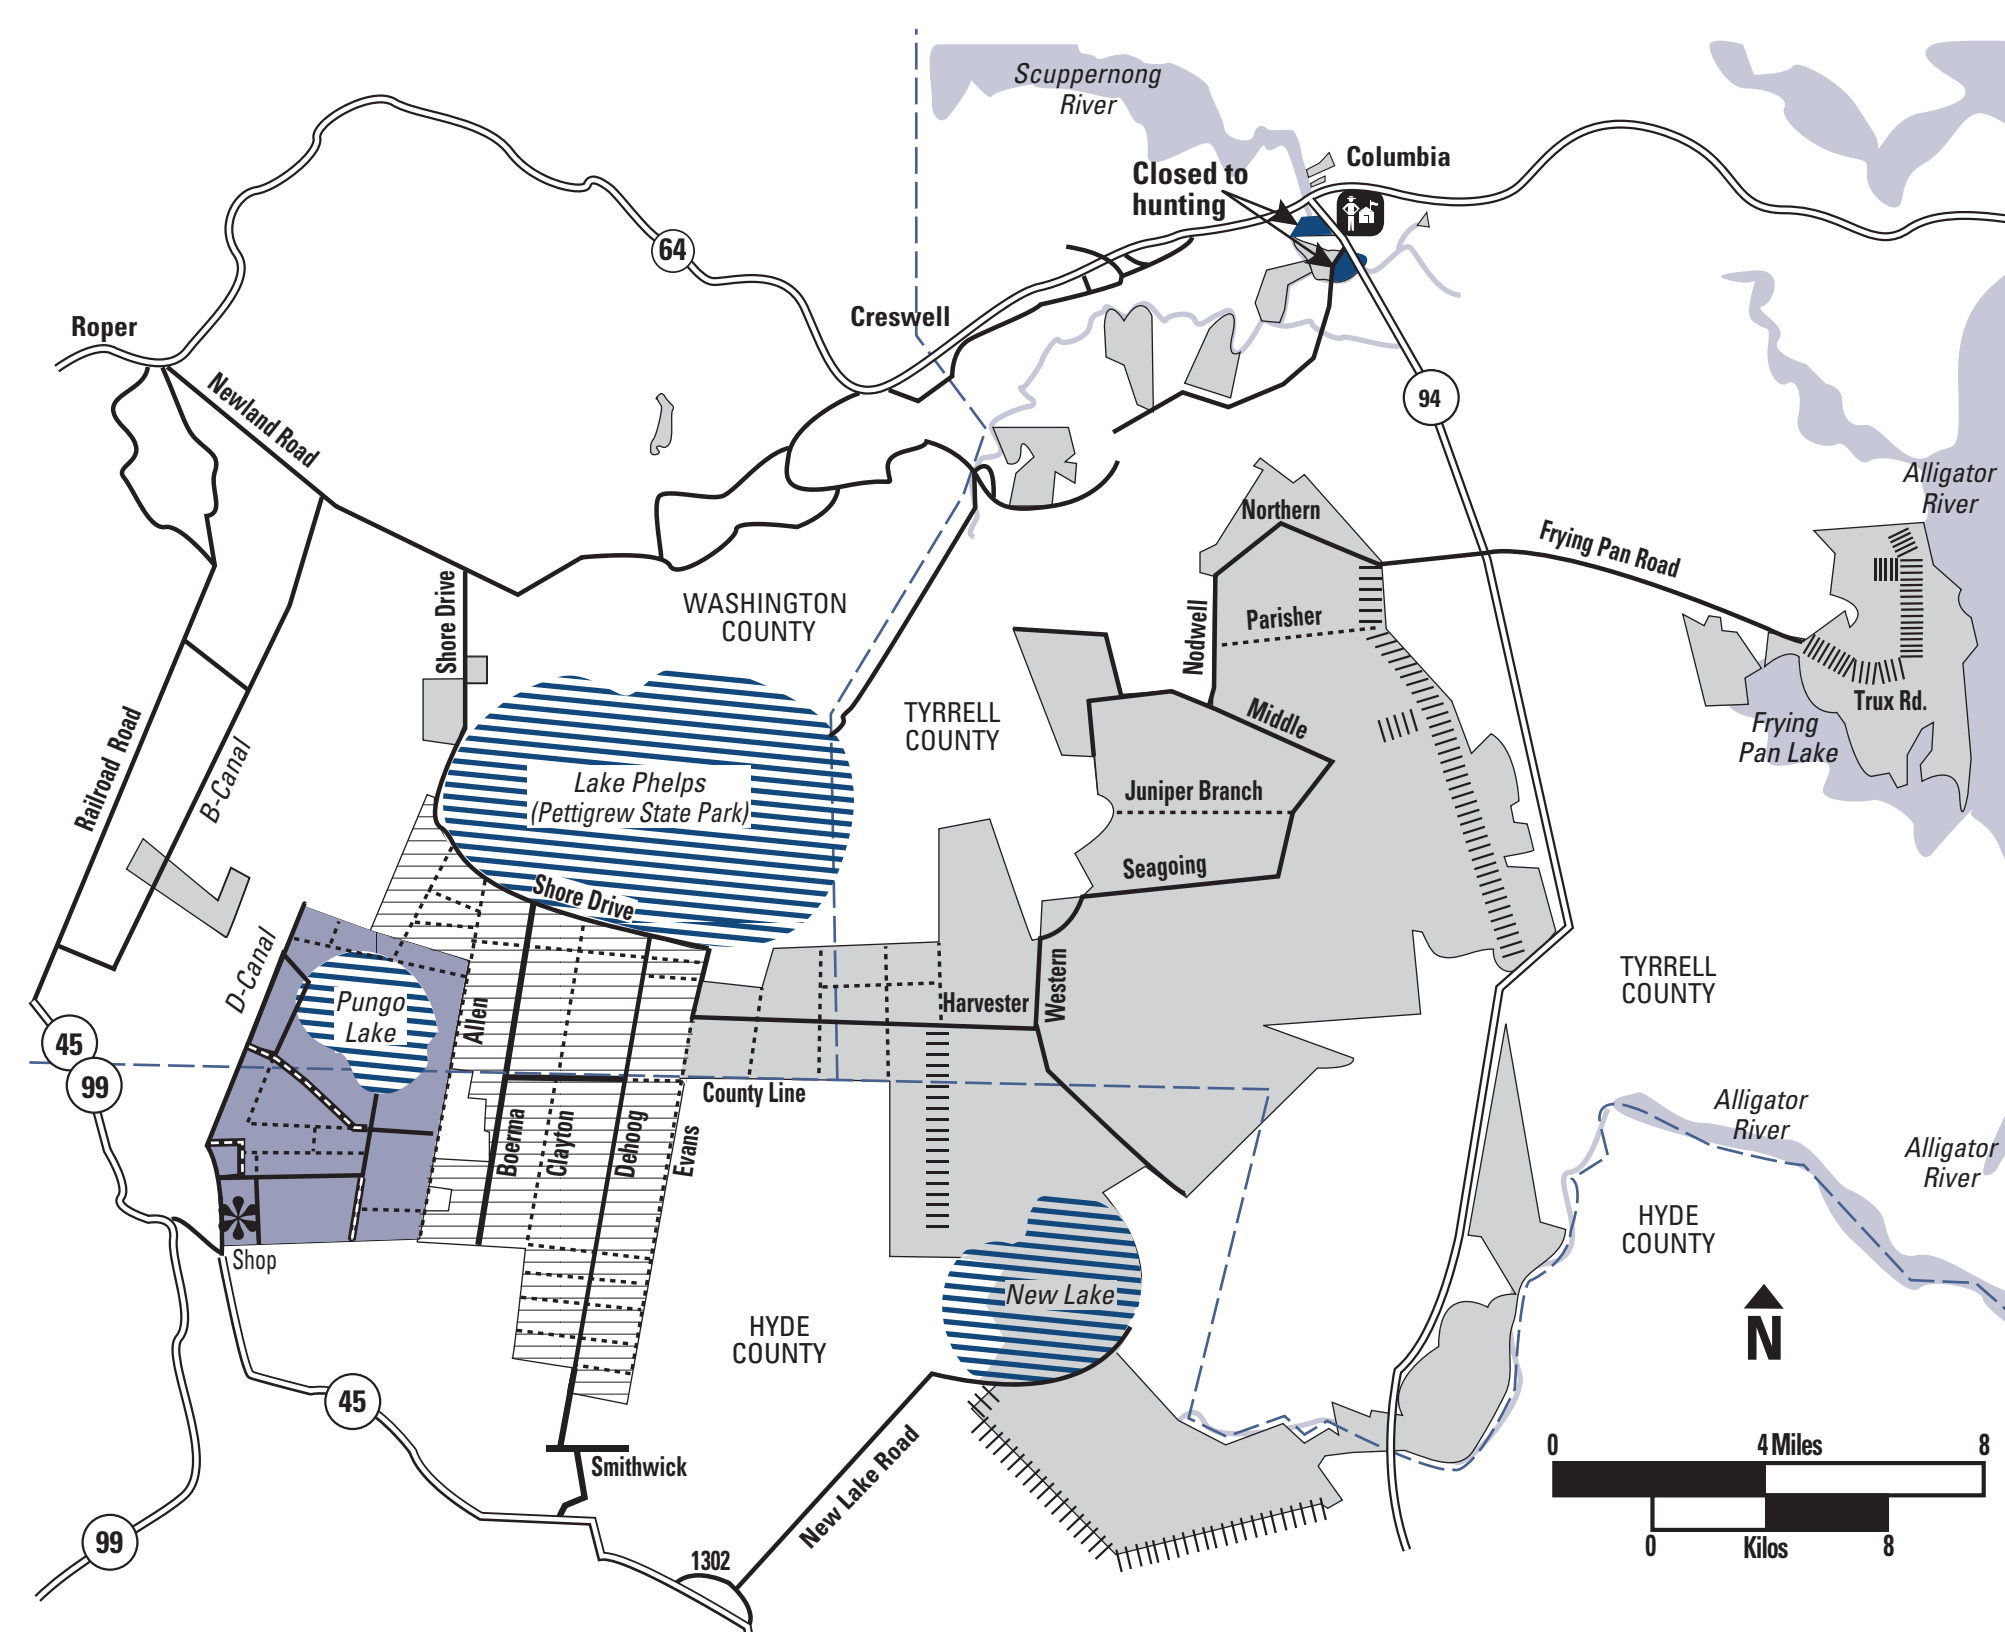 Scuppernong
River
Columbia
Closed to
hunting
64
Creswell
Roper
Newland Road
94
Alligator
River
Northern
Frying Pan Road
Shore Drive
WASHINGTON
COUNTY
Nodwell
Parisher
Trux Rd.
TYRRELL
COUNTY
Middle
Frying
Pan Lake
Railroad Road
B-Canal
Lake Phelps
(Pettigrew State Park)
Juniper Branch
Seagoing
Shore Drive
D-Canal
Pungo
Lake
Allen
Harvester
Western
TYRRELL
COUNTY
45
99
County Line
Boerma
Clayton
Dehoog
Evans
Alligator
River
Alligator
River
HYDE
COUNTY
Shop
New Lake
N
HYDE
COUNTY
45
Smithwick
New Lake Road
0
4 Miles
8
0
Kilos
8
99
1302